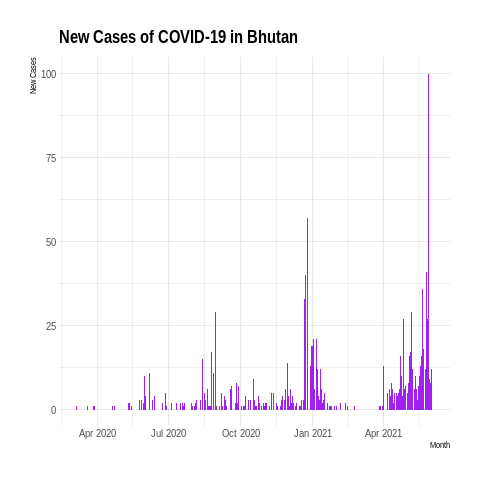 New Cases of COVID-19 in Bhutan
New Cases
100
75
50
25
0
Apr 2020 Jul 2020 Oct 2020 Jan 2021 Apr 2021
Month